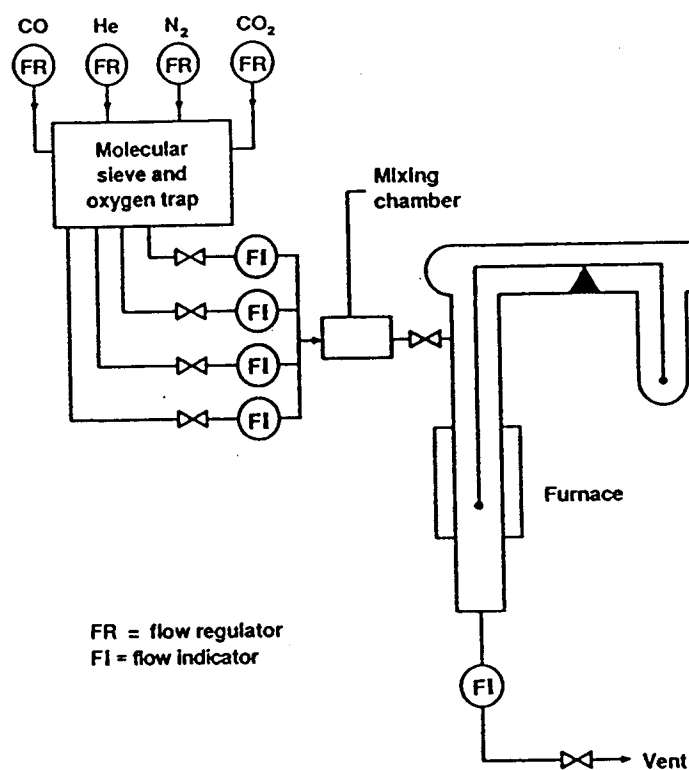 CO He N₂ CO₂
FR FR FR FR
Molecular
sieve and
oxygen trap
Mixing
chamber
FI
FI
FI
FI
Furnace
FR = flow regulator
FI = flow indicator
FI
Vent